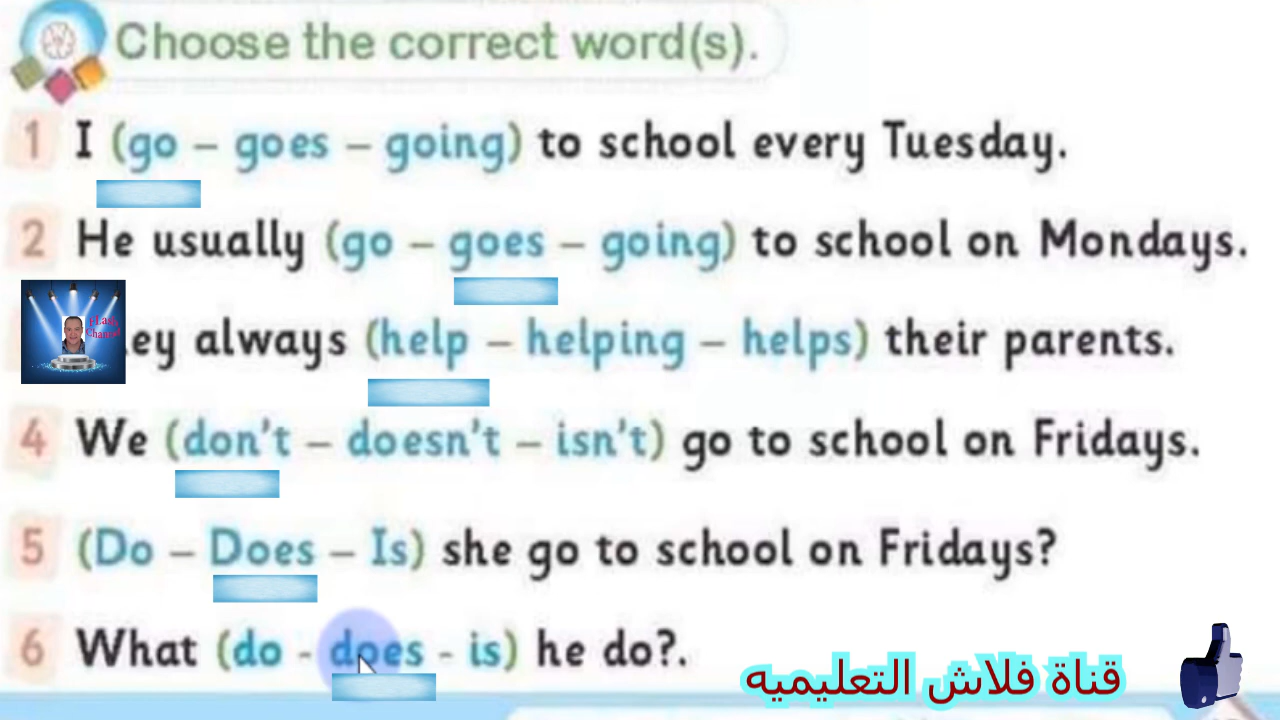 Choose the correct word(s).
1 I (go – goes – going) to school every Tuesday.
2 He usually (go – goes – going) to school on Mondays.
ey always (help – helping – helps) their parents.
4 We (don't – doesn't – isn't) go to school on Fridays.
5 (Do – Does – Is) she go to school on Fridays?
6 What (do - does - is) he do?.
قناة فلاش التعليميه